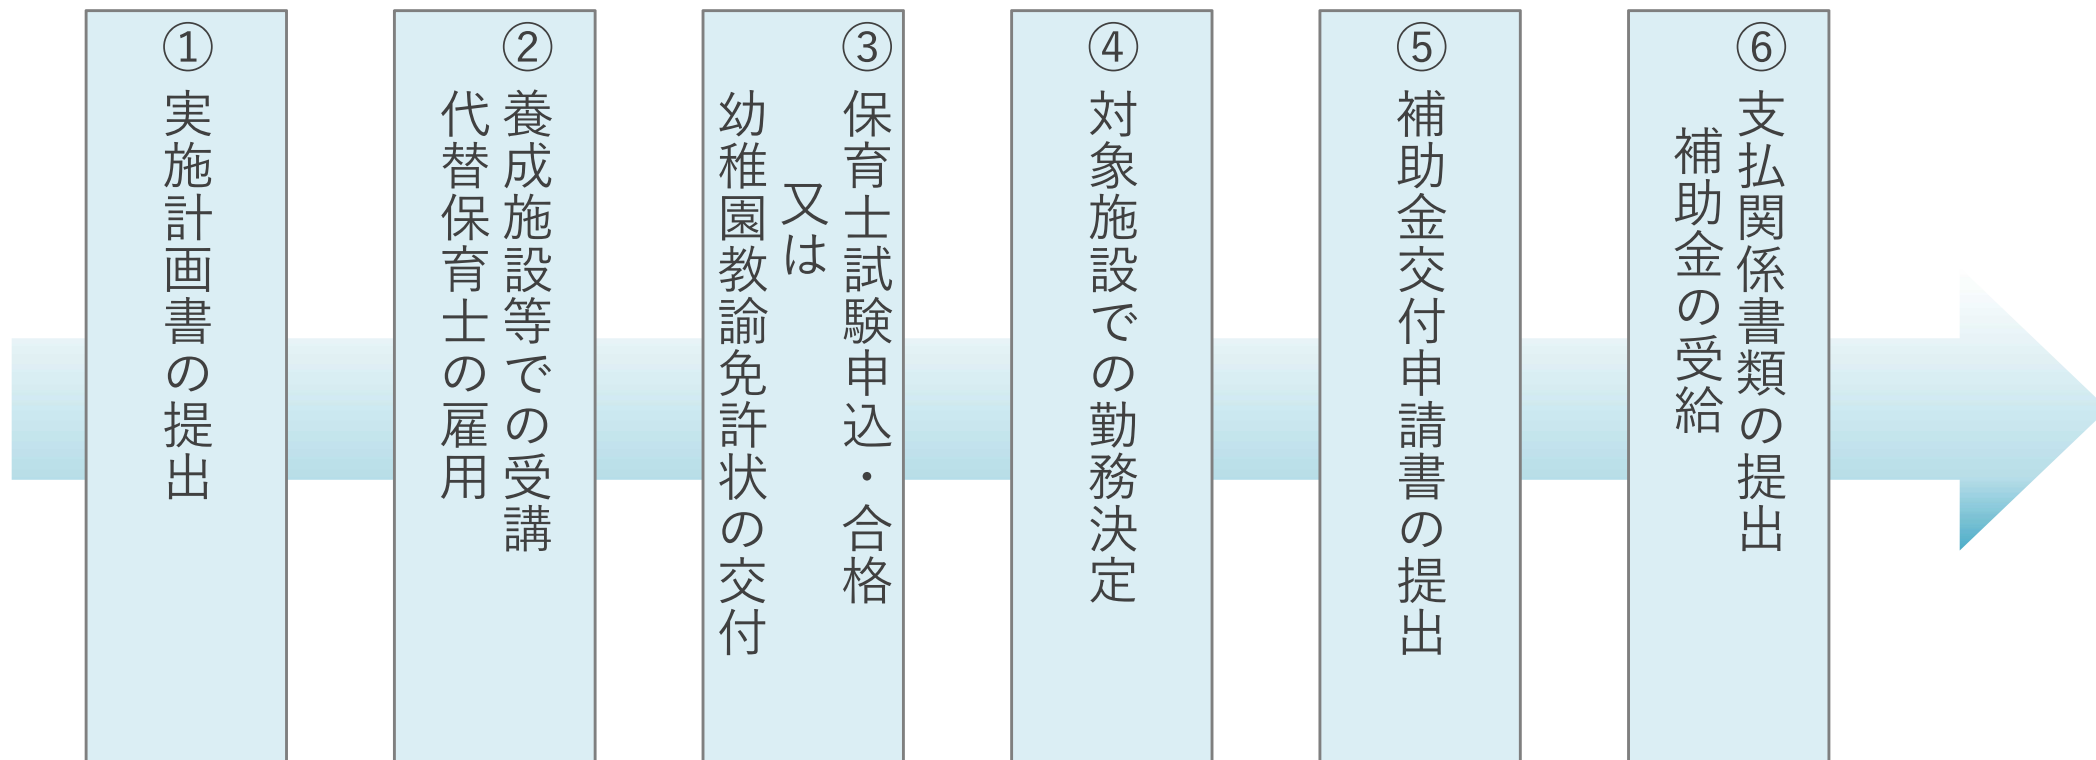 ① 実施計画書の提出
② 養成施設等での受講
代替保育士の雇用
③ 保育士試験申込・合格
又は
幼稚園教諭免許状の交付
④ 対象施設での勤務決定
⑤ 補助金交付申請書の提出
⑥ 支払関係書類の提出
補助金の受給